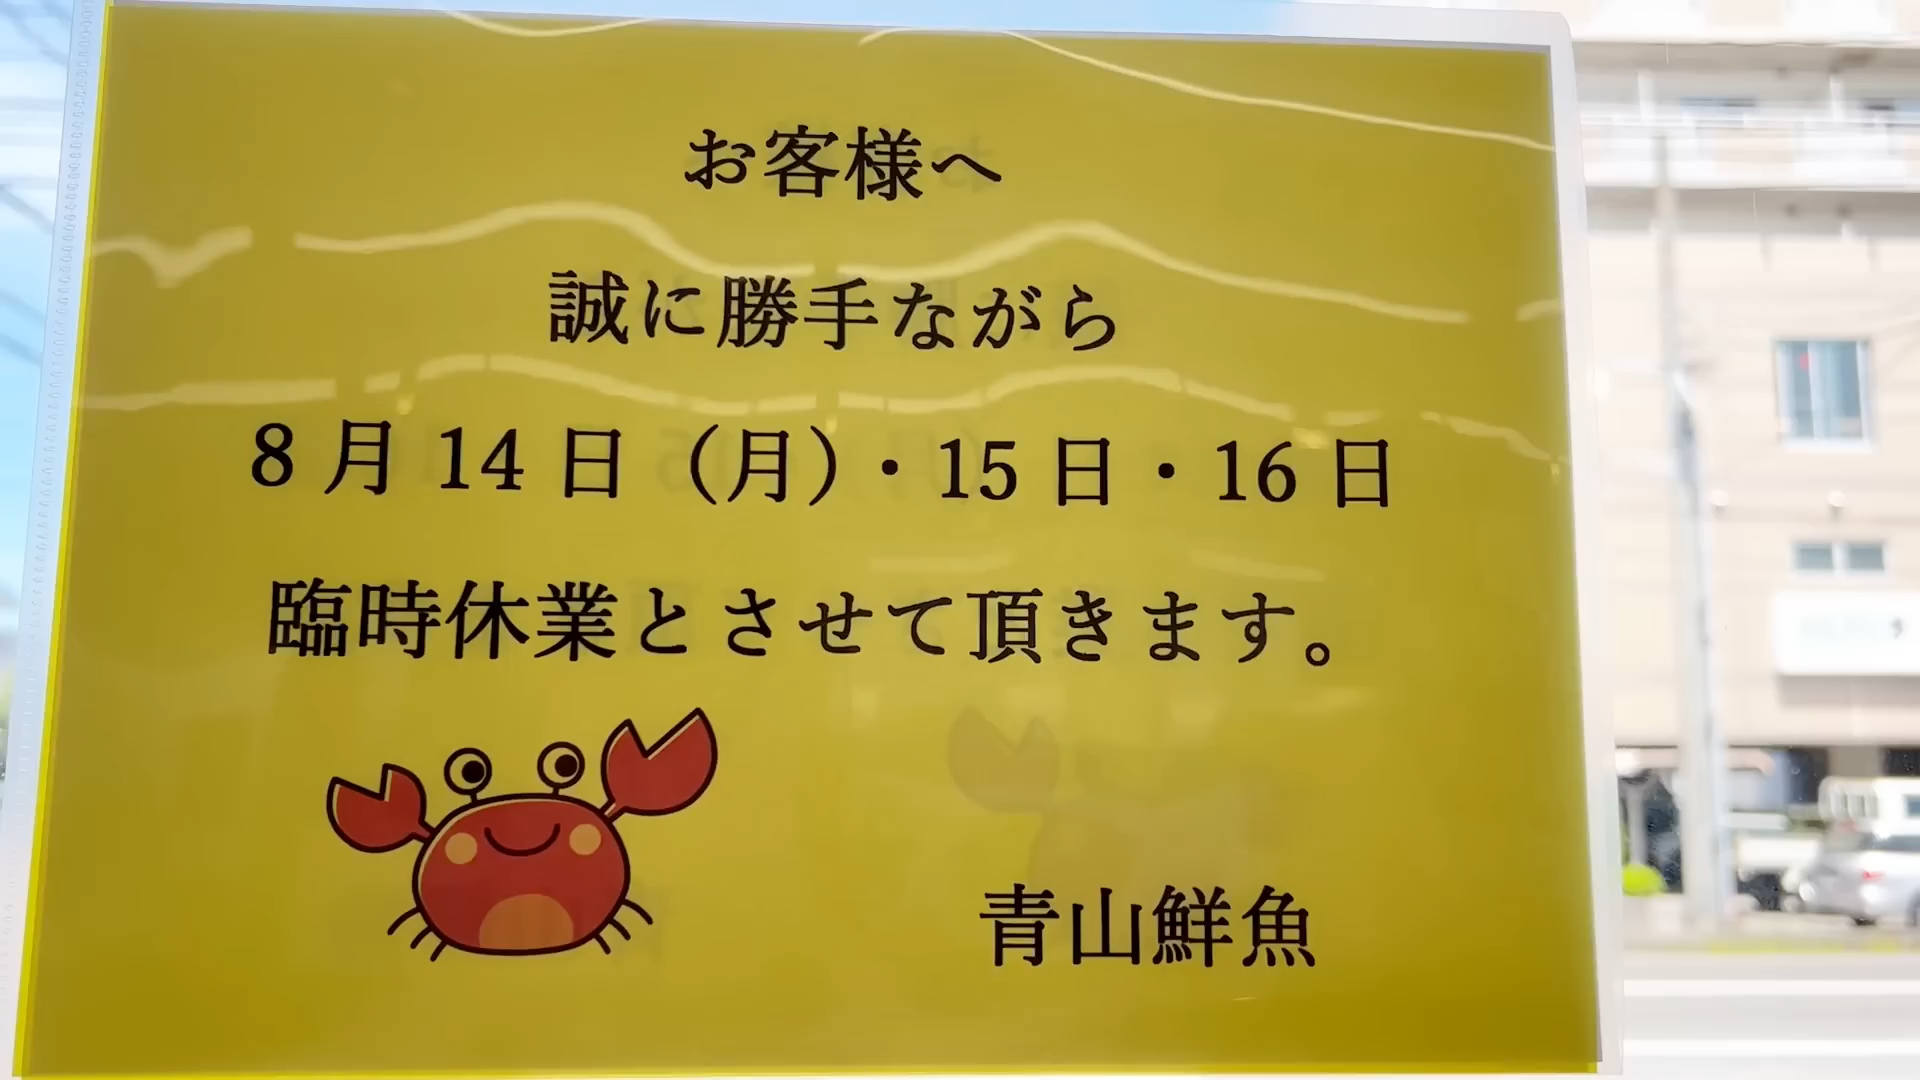 お客様へ
誠に勝手ながら
8月14日（月）・15日・16日
臨時休業とさせて頂きます。
青山鮮魚